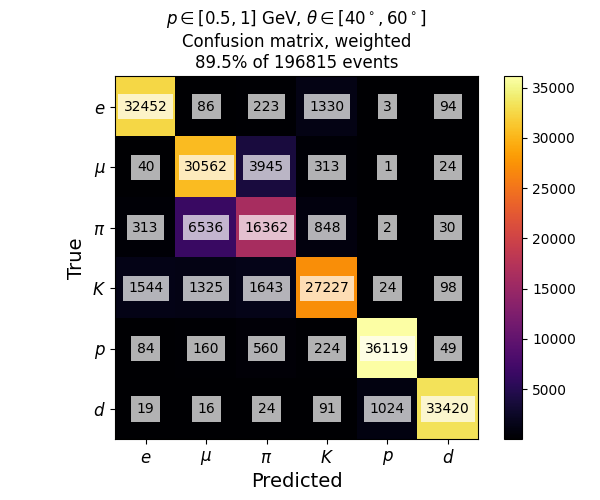 p ∈ [0.5, 1] GeV, θ ∈ [40°, 60°]
Confusion matrix, weighted
89.5% of 196815 events
e 32452 86 223 1330 3 94
μ 40 30562 3945 313 1 24
π 313 6536 16362 848 2 30
K 1544 1325 1643 27227 24 98
p 84 160 560 224 36119 49
d 19 16 24 91 1024 33420
e μ π K p d
Predicted
True
35000
30000
25000
20000
15000
10000
5000